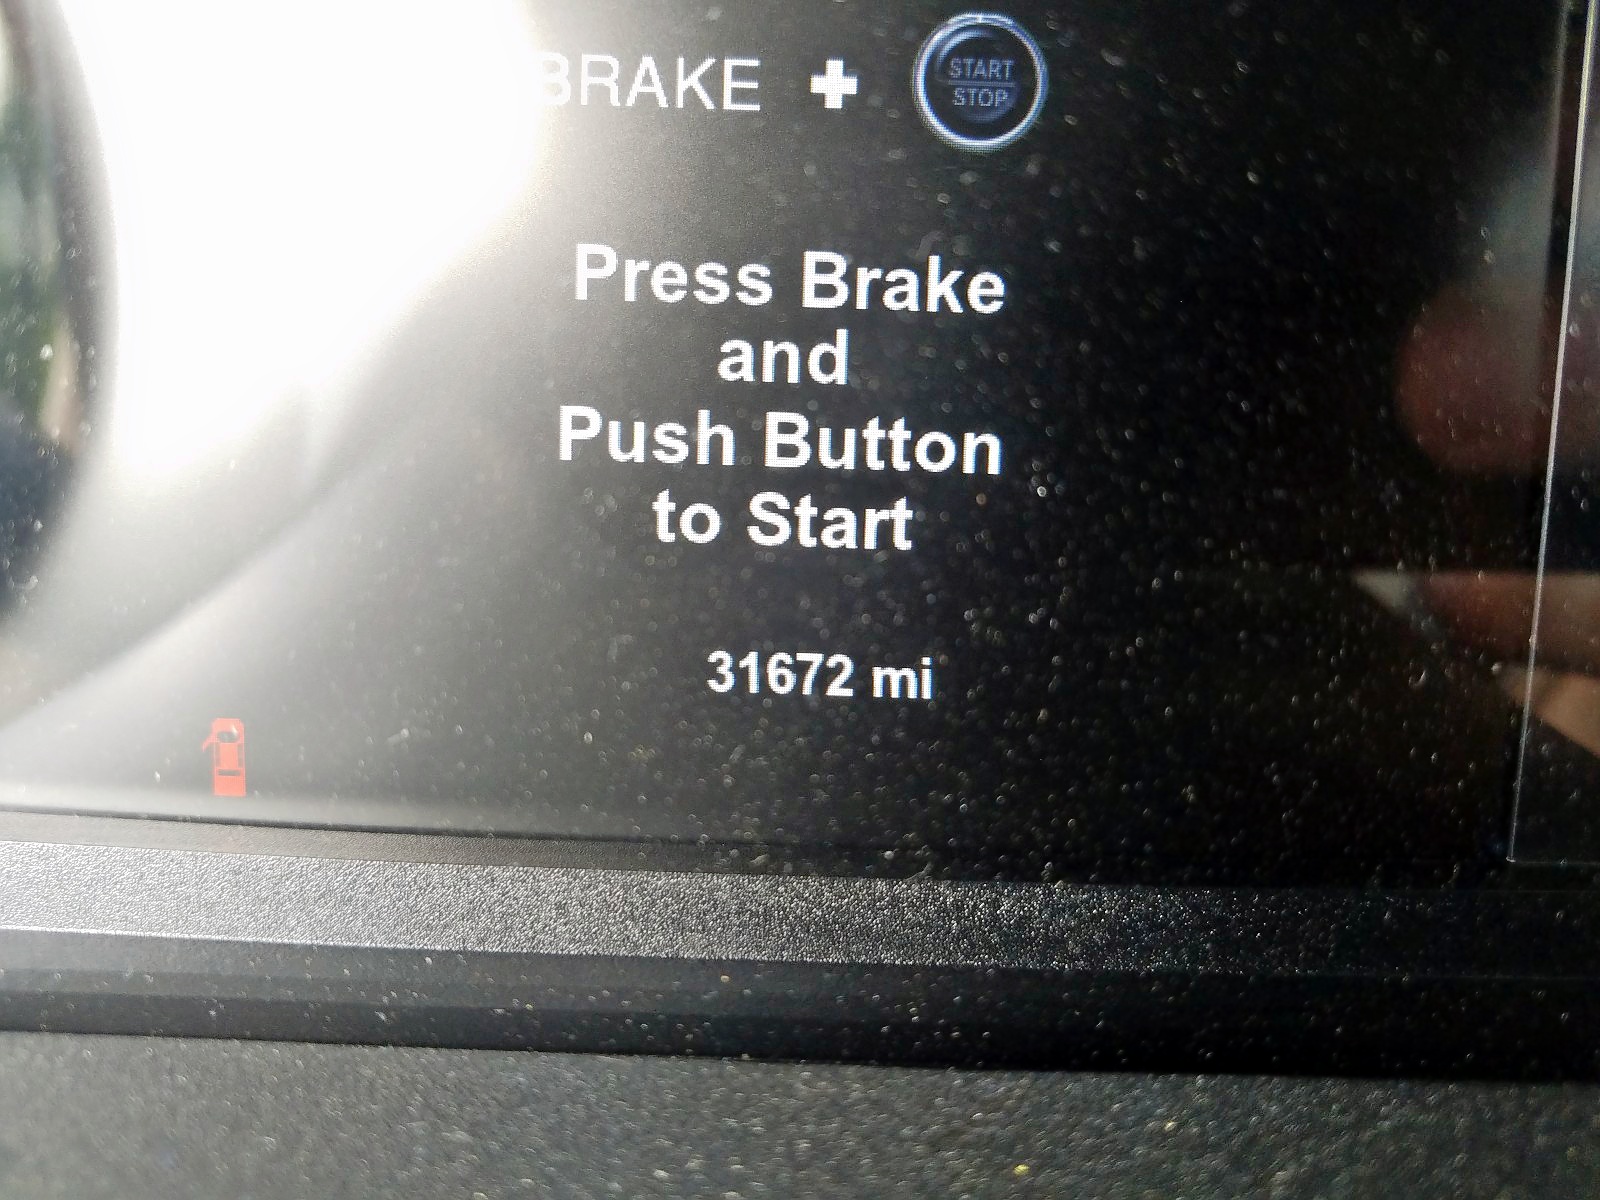 BRAKE + START
STOP
Press Brake
and
Push Button
to Start
31672 mi